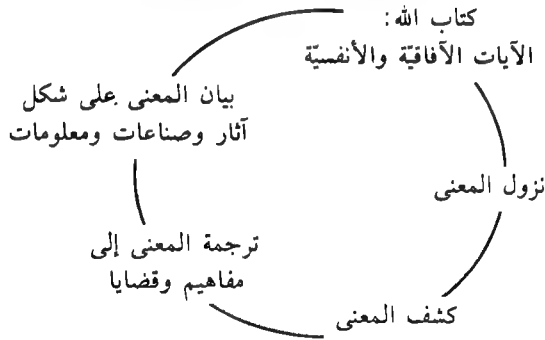 كتاب الله:
الآيات الآفاقيّة والأنفسيّة
نزول المعنى
كشف المعنى
ترجمة المعنى إلى
مفاهيم وقضايا
بيان المعنى على شكل
آثار وصناعات ومعلومات